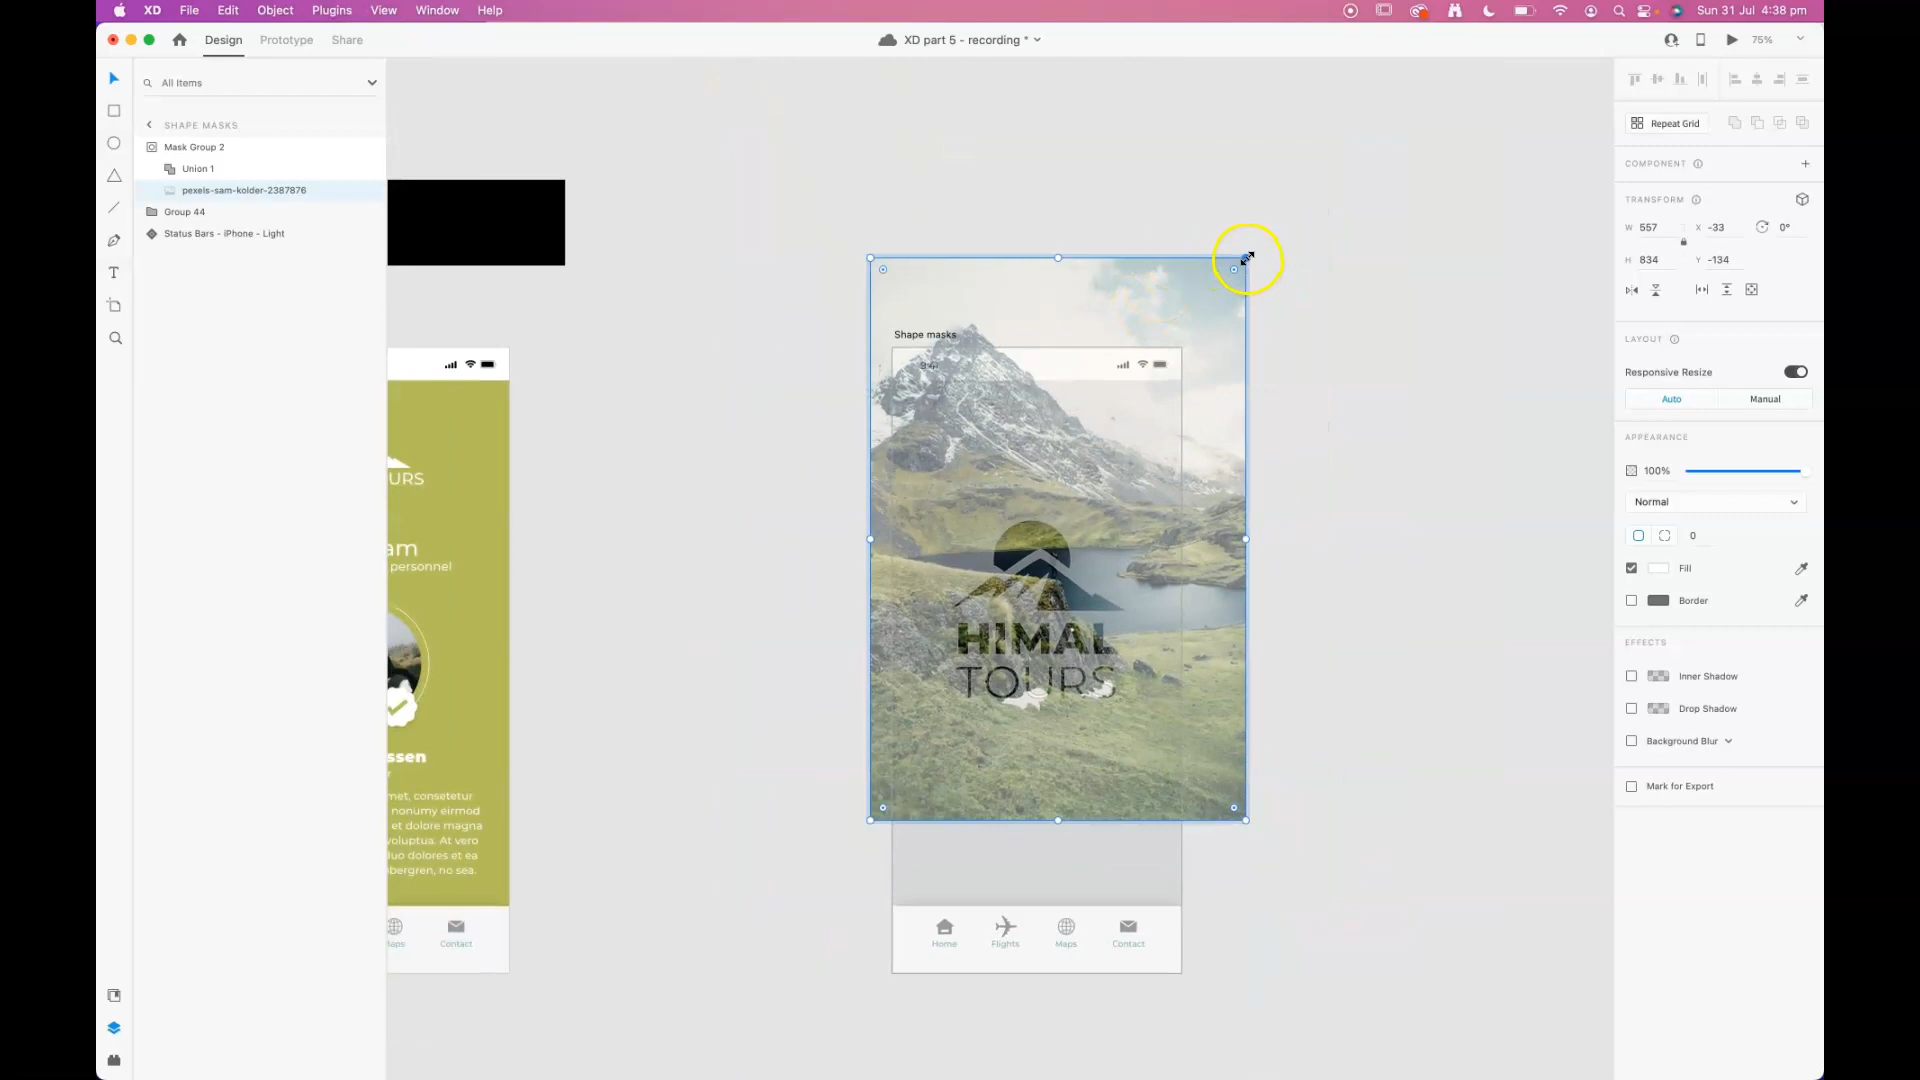 XD File Edit Object Plugins View Window Help
Sun 31 Jul 4:38 pm
Design Prototype Share
XD part 5 - recording *
75%
All Items
SHAPE MASKS
Mask Group 2
Union 1
pexels-sam-kolder-2387876
Group 44
Status Bars - iPhone - Light
URS
am
personnel
ssen
r
met, consetetur
nonumy eirmod
et dolore magna
voluptua. At vero
duo dolores et ea
bergren, no sea.
Maps Contact
Shape masks
9:41
HIMAL
TOURS
Home Flights Maps Contact
Repeat Grid
COMPONENT
TRANSFORM
W 557 X -33 0°
H 834 Y -134
LAYOUT
Responsive Resize
Auto Manual
APPEARANCE
100%
Normal
0
Fill
Border
EFFECTS
Inner Shadow
Drop Shadow
Background Blur
Mark for Export